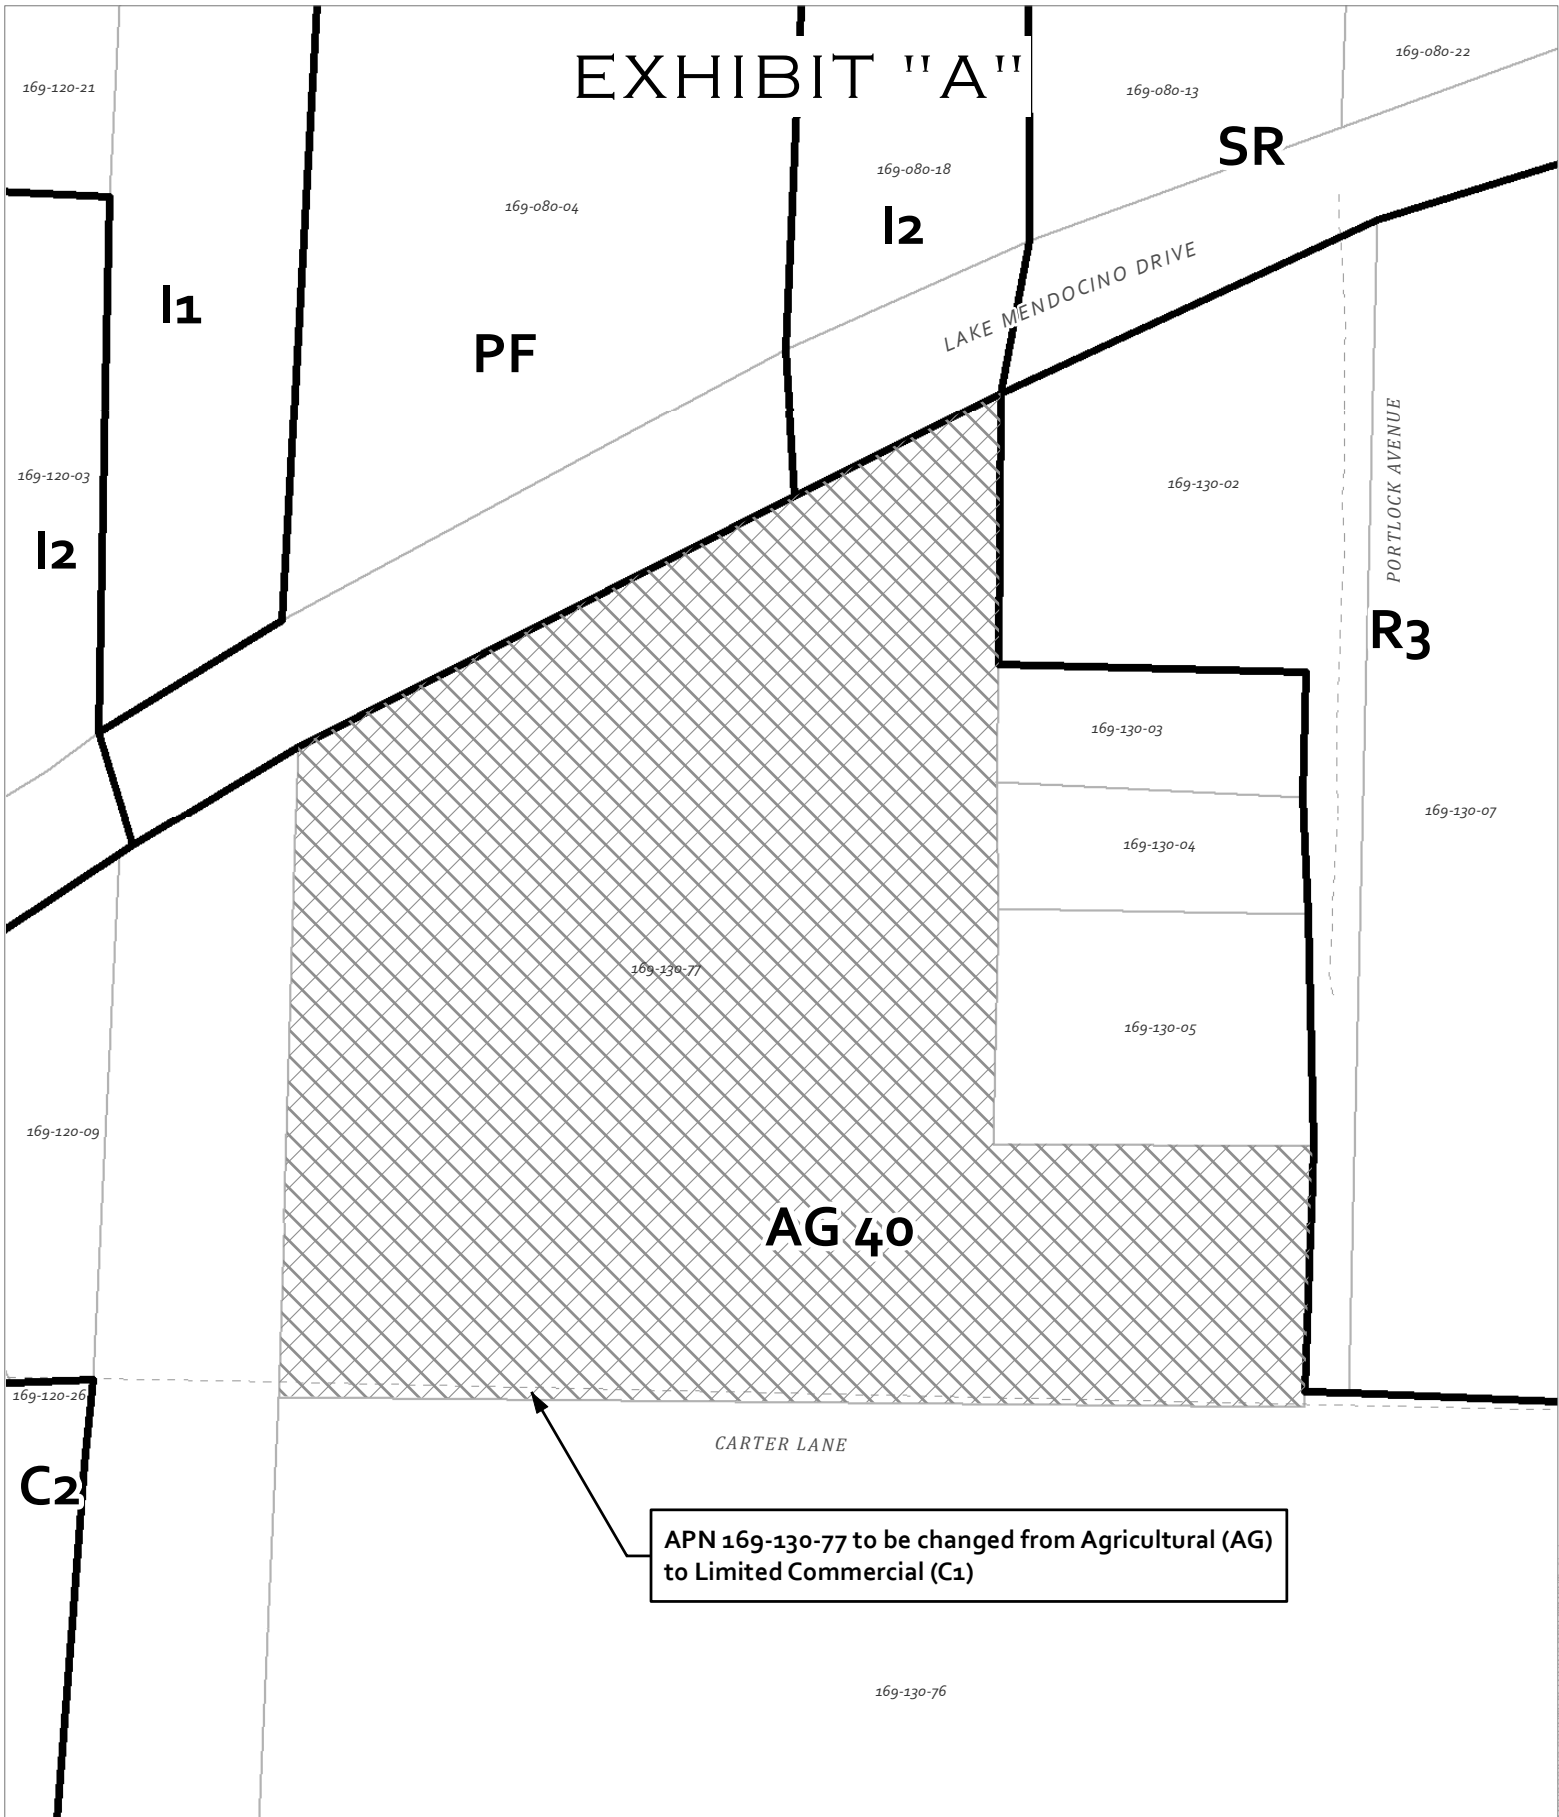 EXHIBIT "A"
169-120-21
169-080-22
169-080-13
SR
169-080-18
169-080-04
I2
LAKE MENDOCINO DRIVE
I1
PF
PORTLOCK AVENUE
169-120-03
169-130-02
I2
R3
169-130-03
169-130-07
169-130-04
169-130-77
169-130-05
169-120-09
AG 40
169-120-26
CARTER LANE
C2
APN 169-130-77 to be changed from Agricultural (AG)
to Limited Commercial (C1)
169-130-76